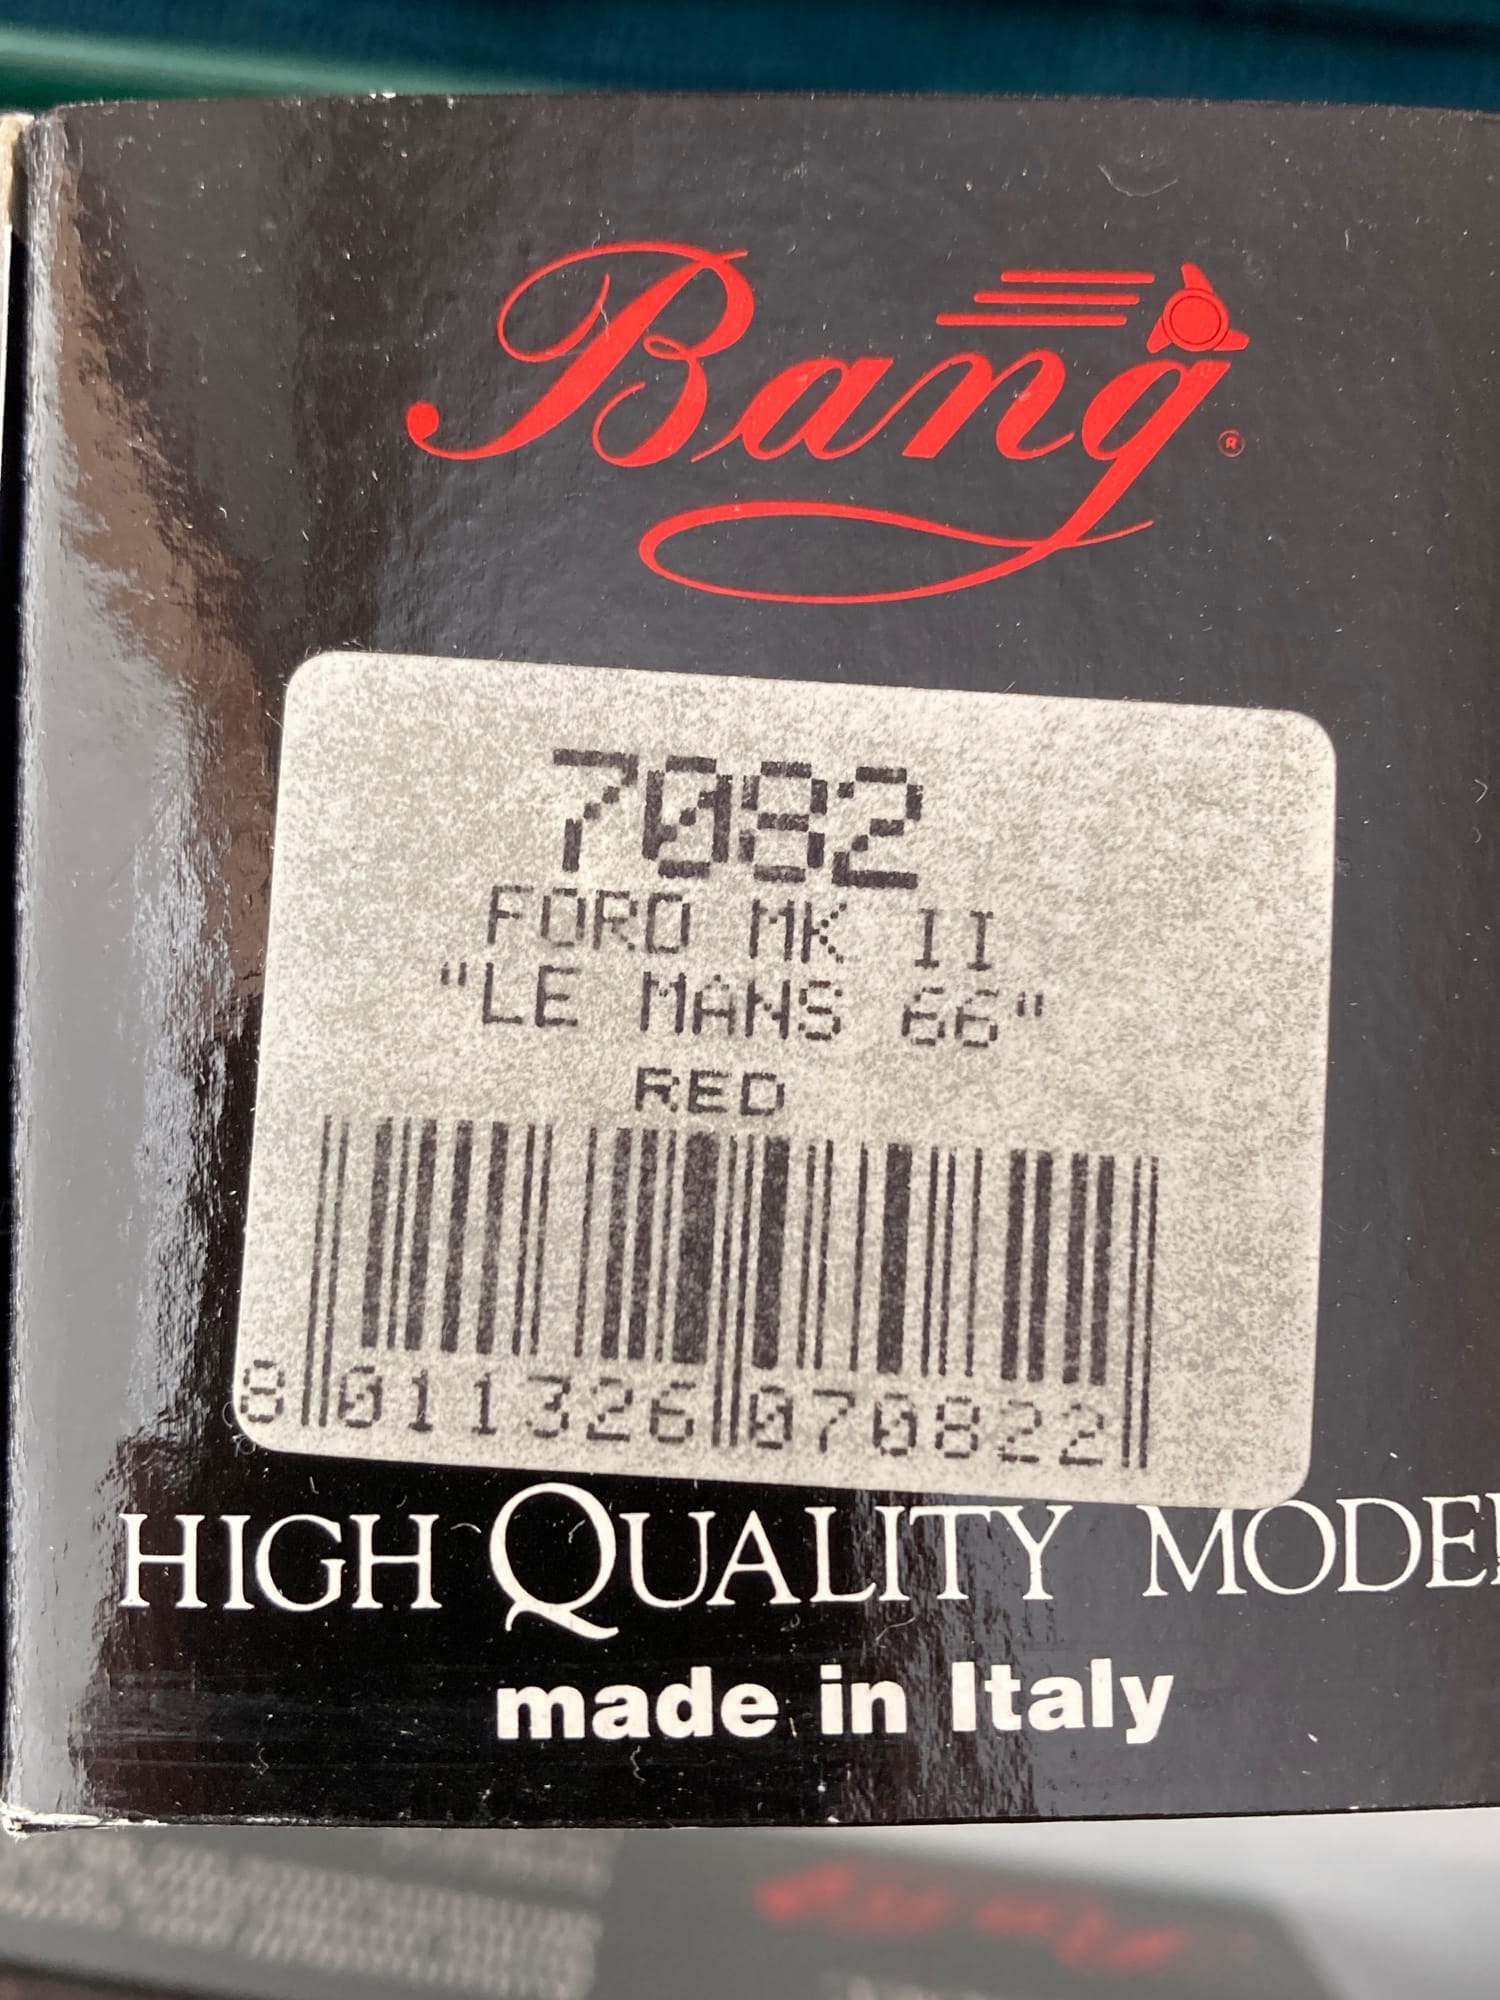 Bang®
7082
FORD MK II
"LE MANS 66"
RED
8 011326 070822
HIGH QUALITY MODE
made in Italy